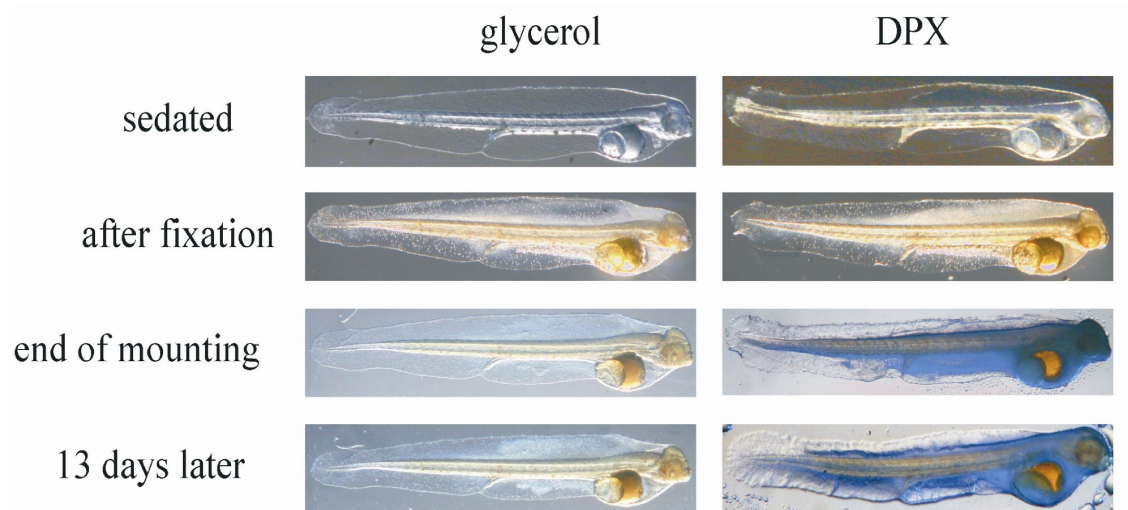 glycerol DPX
sedated
after fixation
end of mounting
13 days later